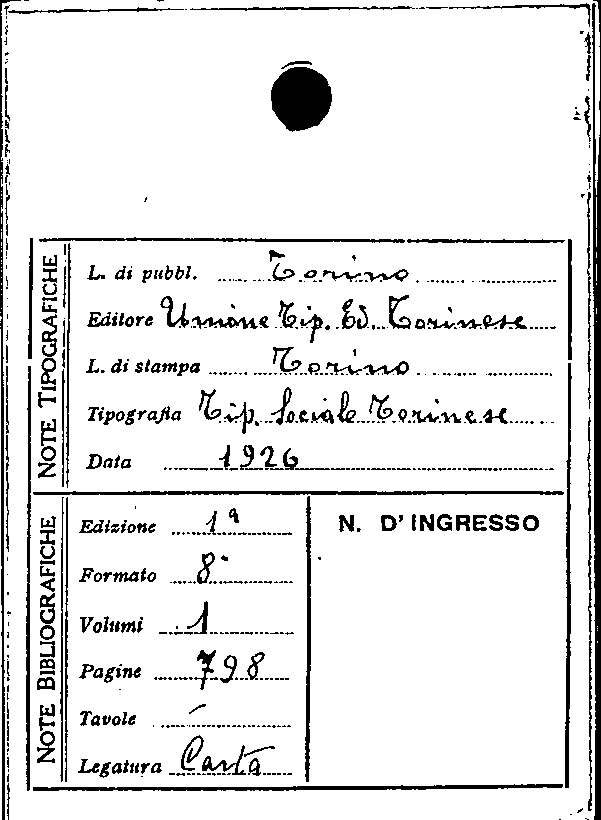 NOTE TIPOGRAFICHE
L. di pubbl. Torino
Editore Unione Tip. Ed. Torinese
L. di stampa Torino
Tipografia Tip. Sociale Torinese
Data 1926
NOTE BIBLIOGRAFICHE
Edizione 1ª
N. D'INGRESSO
Formato 8°
Volumi 1
Pagine 798
Tavole –
Legatura Carta